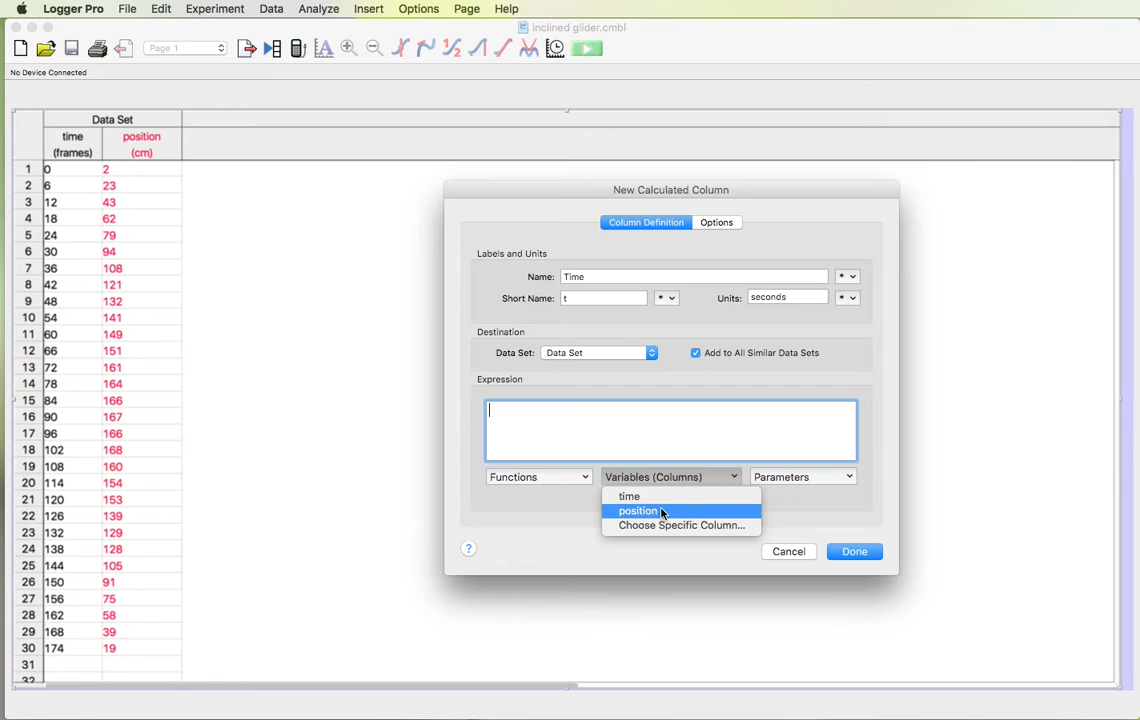 Logger Pro File Edit Experiment Data Analyze Insert Options Page Help
inclined glider.cmbl
Page 1
No Device Connected
Data Set
time position
(frames) (cm)
1 0 2
2 6 23
3 12 43
4 18 62
5 24 79
6 30 94
7 36 108
8 42 121
9 48 132
10 54 141
11 60 149
12 66 151
13 72 161
14 78 164
15 84 166
16 90 167
17 96 166
18 102 168
19 108 160
20 114 154
21 120 153
22 126 139
23 132 129
24 138 128
25 144 105
26 150 91
27 156 75
28 162 58
29 168 39
30 174 19
31
32
New Calculated Column
Column Definition Options
Labels and Units
Name: Time *
Short Name: t * Units: seconds *
Destination
Data Set: Data Set Add to All Similar Data Sets
Expression
Functions Variables (Columns) Parameters
time
position
Choose Specific Column...
? Cancel Done